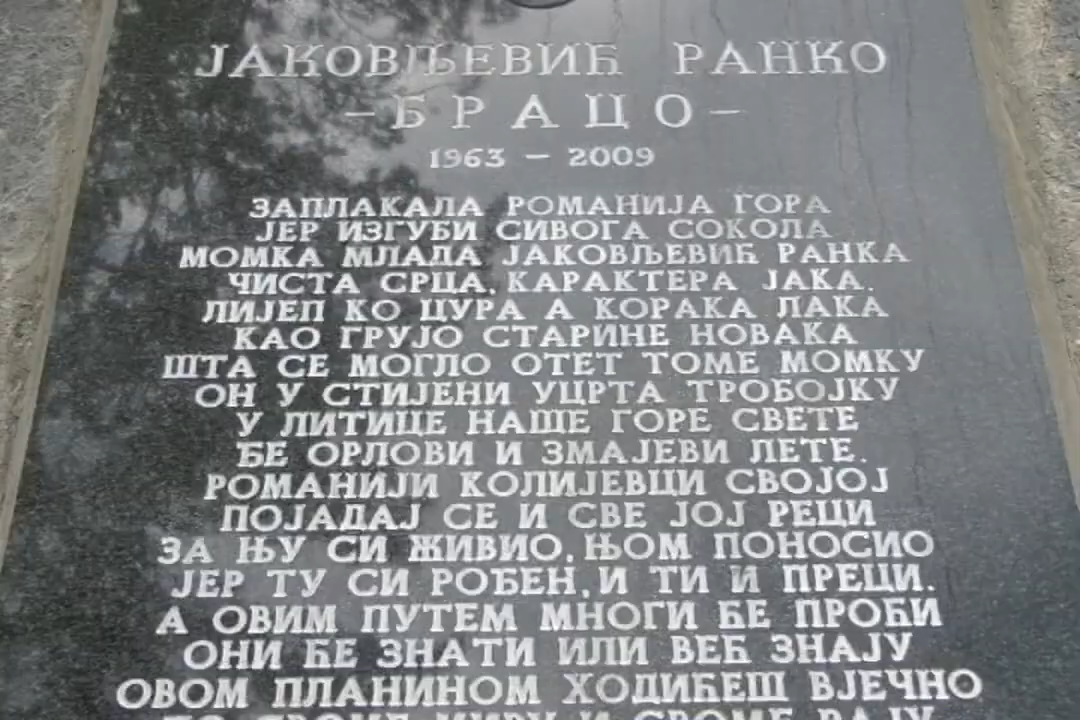 ЈАКОВЉЕВИЋ РАНКО
– БРАЦО –
1963 – 2009
ЗАПЛАКАЛА РОМАНИЈА ГОРА
ЈЕР ИЗГУБИ СИВОГА СОКОЛА
МОМКА МЛАДА ЈАКОВЉЕВИЋ РАНКА
ЧИСТА СРЦА, КАРАКТЕРА ЈАКА.
ЛИЈЕП КО ЦУРА А КОРАКА ЛАКА
КАО ГРУЈО СТАРИНЕ НОВАКА
ШТА СЕ МОГЛО ОТЕТ ТОМЕ МОМКУ
ОН У СТИЈЕНИ УЦРТА ТРОБОЈКУ
У ЛИТИЦЕ НАШЕ ГОРЕ СВЕТЕ
ЂЕ ОРЛОВИ И ЗМАЈЕВИ ЛЕТЕ.
РОМАНИЈИ КОЛИЈЕВЦИ СВОЈОЈ
ПОЈАДАЈ СЕ И СВЕ ЈОЈ РЕЦИ
ЗА ЊУ СИ ЖИВИО, ЊОМ ПОНОСИО
ЈЕР ТУ СИ РОЂЕН, И ТИ И ПРЕЦИ.
А ОВИМ ПУТЕМ МНОГИ ЋЕ ПРОЋИ
ОНИ ЋЕ ЗНАТИ ИЛИ ВЕЋ ЗНАЈУ
ОВОМ ПЛАНИНОМ ХОДИЋЕШ ВЈЕЧНО